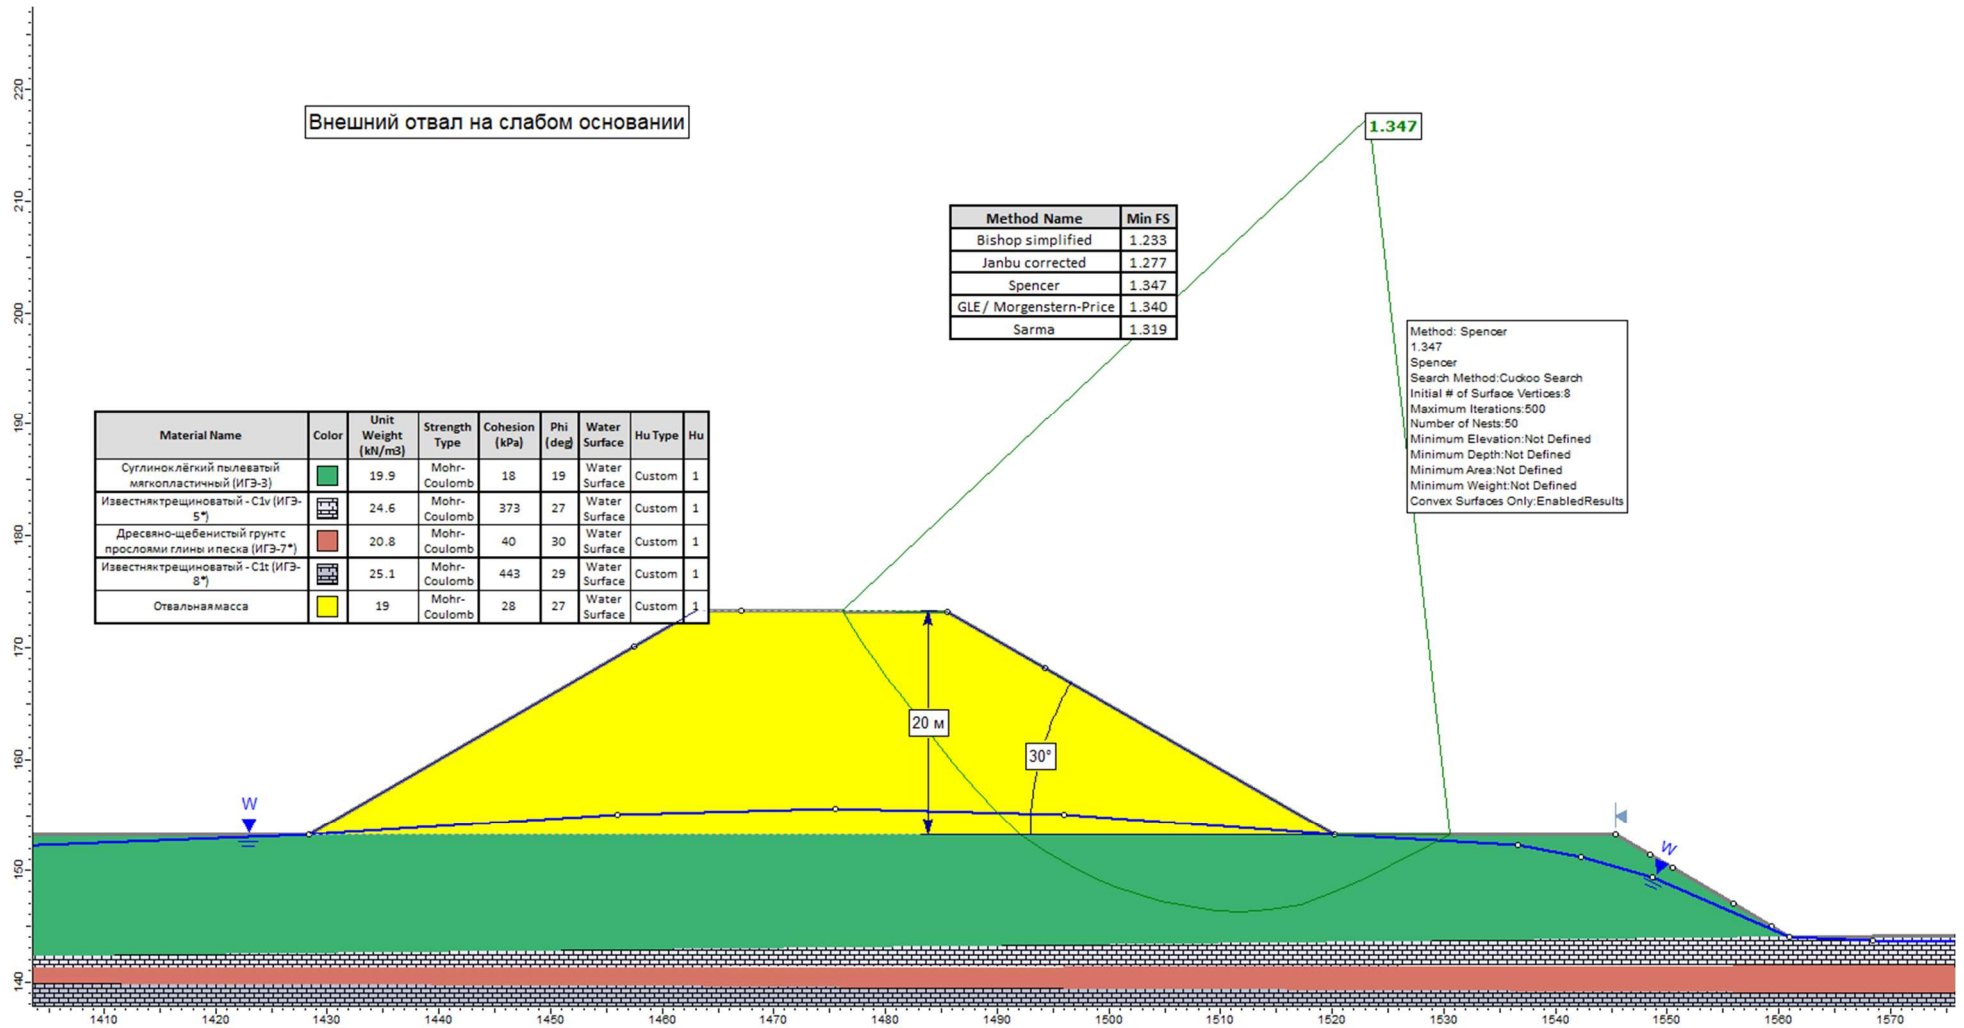 220
Внешний отвал на слабом основании
1.347
210
Method Name Min FS
Bishop simplified 1.233
Janbu corrected 1.277
Spencer 1.347
GLE / Morgenstern-Price 1.340
Sarma 1.319
200
Method: Spencer
1.347
Spencer
Search Method:Cuckoo Search
Initial # of Surface Vertices:8
Maximum Iterations:500
Number of Nests:50
Minimum Elevation:Not Defined
Minimum Depth:Not Defined
Minimum Area:Not Defined
Minimum Weight:Not Defined
Convex Surfaces Only:EnabledResults
190
Material Name Color Unit Weight (kN/m3) Strength Type Cohesion (kPa) Phi (deg) Water Surface Hu Type Hu
Суглинок лёгкий пылеватый мягкопластичный (ИГЭ-3) 19.9 Mohr-Coulomb 18 19 Water Surface Custom 1
Известняк трещиноватый - C1v (ИГЭ-5*) 24.6 Mohr-Coulomb 373 27 Water Surface Custom 1
Дресвяно-щебенистый грунт с прослоями глины и песка (ИГЭ-7*) 20.8 Mohr-Coulomb 40 30 Water Surface Custom 1
Известняк трещиноватый - C1t (ИГЭ-8*) 25.1 Mohr-Coulomb 443 29 Water Surface Custom 1
Отвальная масса 19 Mohr-Coulomb 28 27 Water Surface Custom 1
180
170
20 м
30°
160
W
W
150
140
1410 1420 1430 1440 1450 1460 1470 1480 1490 1500 1510 1520 1530 1540 1550 1560 1570